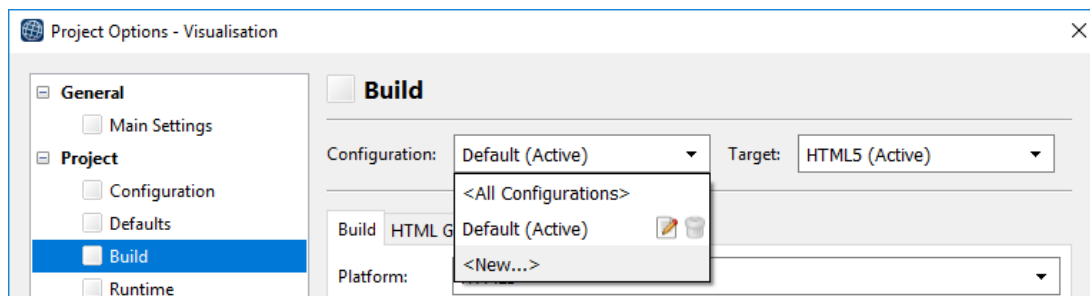 Project Options - Visualisation
General
Main Settings
Project
Configuration
Defaults
Build
Runtime
Build
Configuration: Default (Active) Target: HTML5 (Active)
<All Configurations>
Default (Active)
<New...>
Build HTML G
Platform: